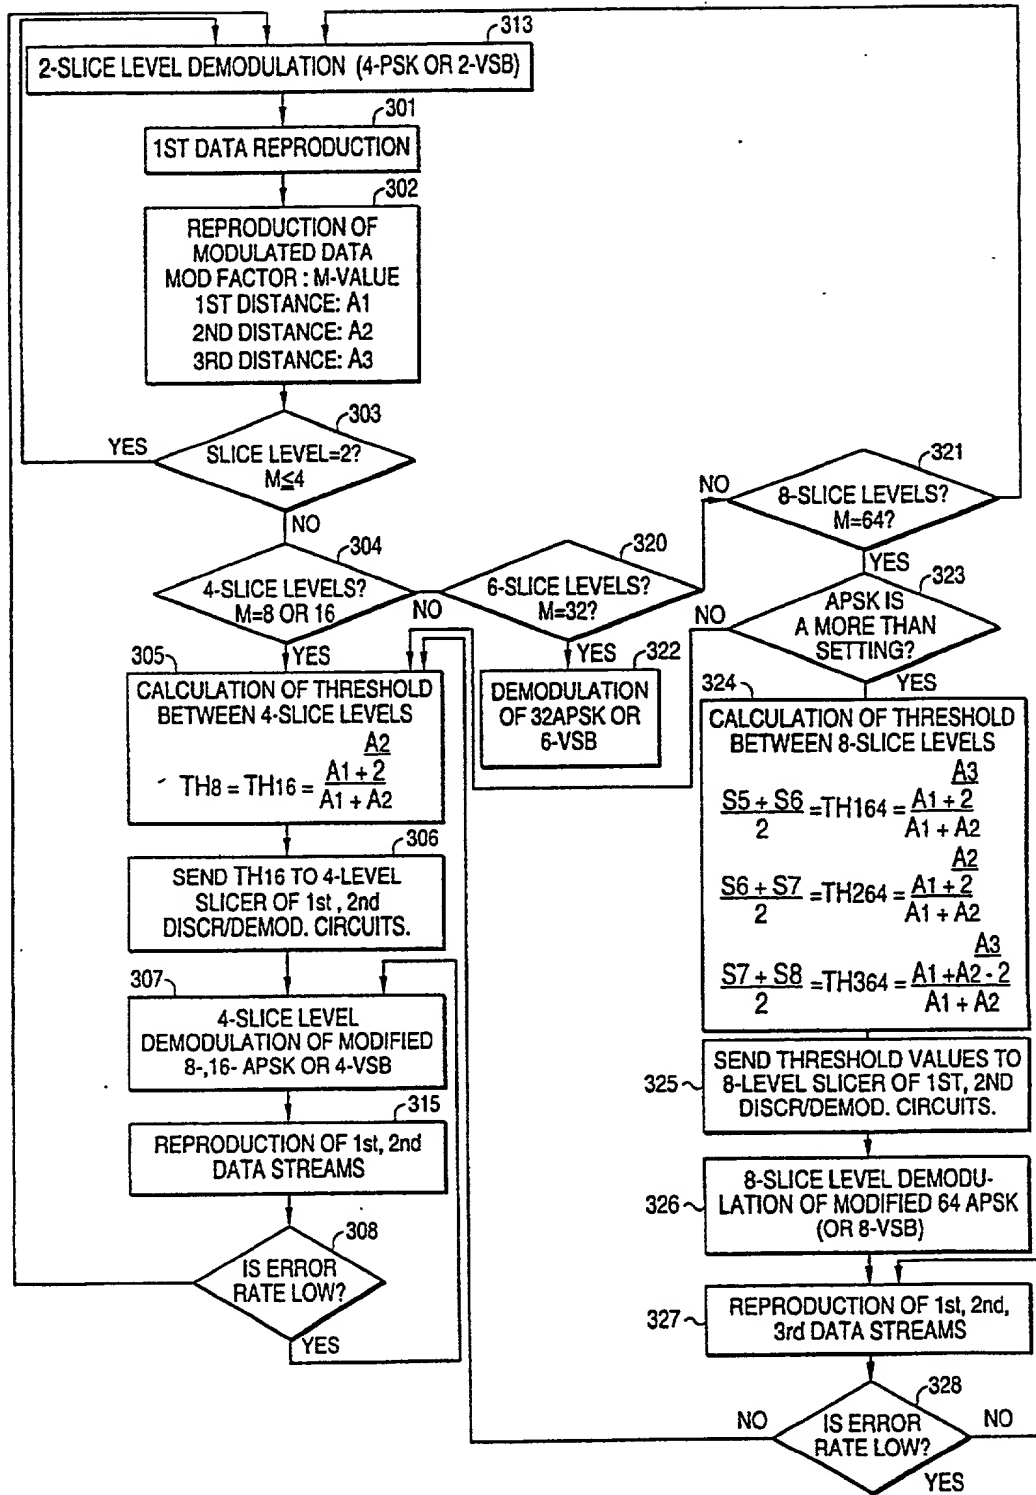 313
2-SLICE LEVEL DEMODULATION (4-PSK OR 2-VSB)
301
1ST DATA REPRODUCTION
302
REPRODUCTION OF
MODULATED DATA
MOD FACTOR : M-VALUE
1ST DISTANCE: A1
2ND DISTANCE: A2
3RD DISTANCE: A3
303
YES
SLICE LEVEL=2?
M≤4
NO
304
4-SLICE LEVELS?
M=8 OR 16
NO
YES
320
6-SLICE LEVELS?
M=32?
NO
YES
321
8-SLICE LEVELS?
M=64?
YES
323
NO
APSK IS
A MORE THAN
SETTING?
YES
322
DEMODULATION
OF 32APSK OR
6-VSB
305
CALCULATION OF THRESHOLD
BETWEEN 4-SLICE LEVELS
A2
TH8 = TH16 = A1 + 2
A1 + A2
306
SEND TH16 TO 4-LEVEL
SLICER OF 1st , 2nd
DISCR/DEMOD. CIRCUITS.
307
4-SLICE LEVEL
DEMODULATION OF MODIFIED
8-,16- APSK OR 4-VSB
315
REPRODUCTION OF 1st, 2nd
DATA STREAMS
308
IS ERROR
RATE LOW?
YES
324
CALCULATION OF THRESHOLD
BETWEEN 8-SLICE LEVELS
A3
S5 + S6 =TH164= A1 + 2
2 A1 + A2
A2
S6 + S7 =TH264= A1 + 2
2 A1 + A2
A3
S7 + S8 =TH364= A1 +A2 - 2
2 A1 + A2
325
SEND THRESHOLD VALUES TO
8-LEVEL SLICER OF 1ST, 2ND
DISCR/DEMOD. CIRCUITS.
326
8-SLICE LEVEL DEMODU-
LATION OF MODIFIED 64 APSK
(OR 8-VSB)
327
REPRODUCTION OF 1st, 2nd,
3rd DATA STREAMS
328
NO
IS ERROR
RATE LOW?
NO
YES